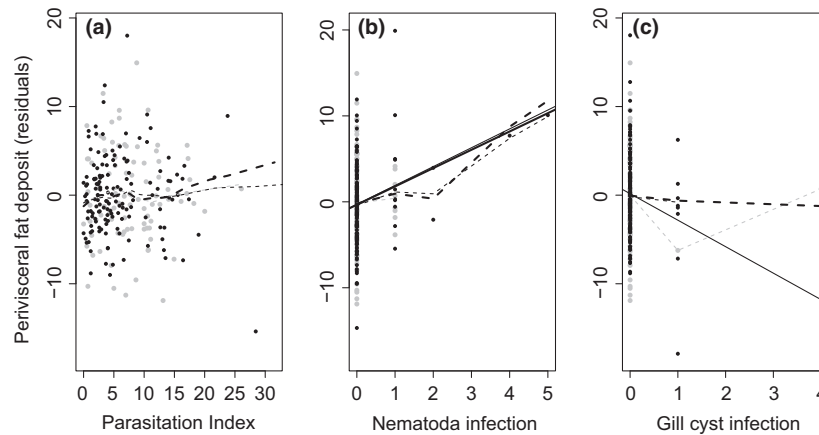 (a) (b) (c)
Perivisceral fat deposit (residuals)
20
10
0
−10
0 5 10 15 20 25 30
Parasitation Index
20
10
0
−10
0 1 2 3 4 5
Nematoda infection
20
10
0
−10
0 1 2 3 4
Gill cyst infection